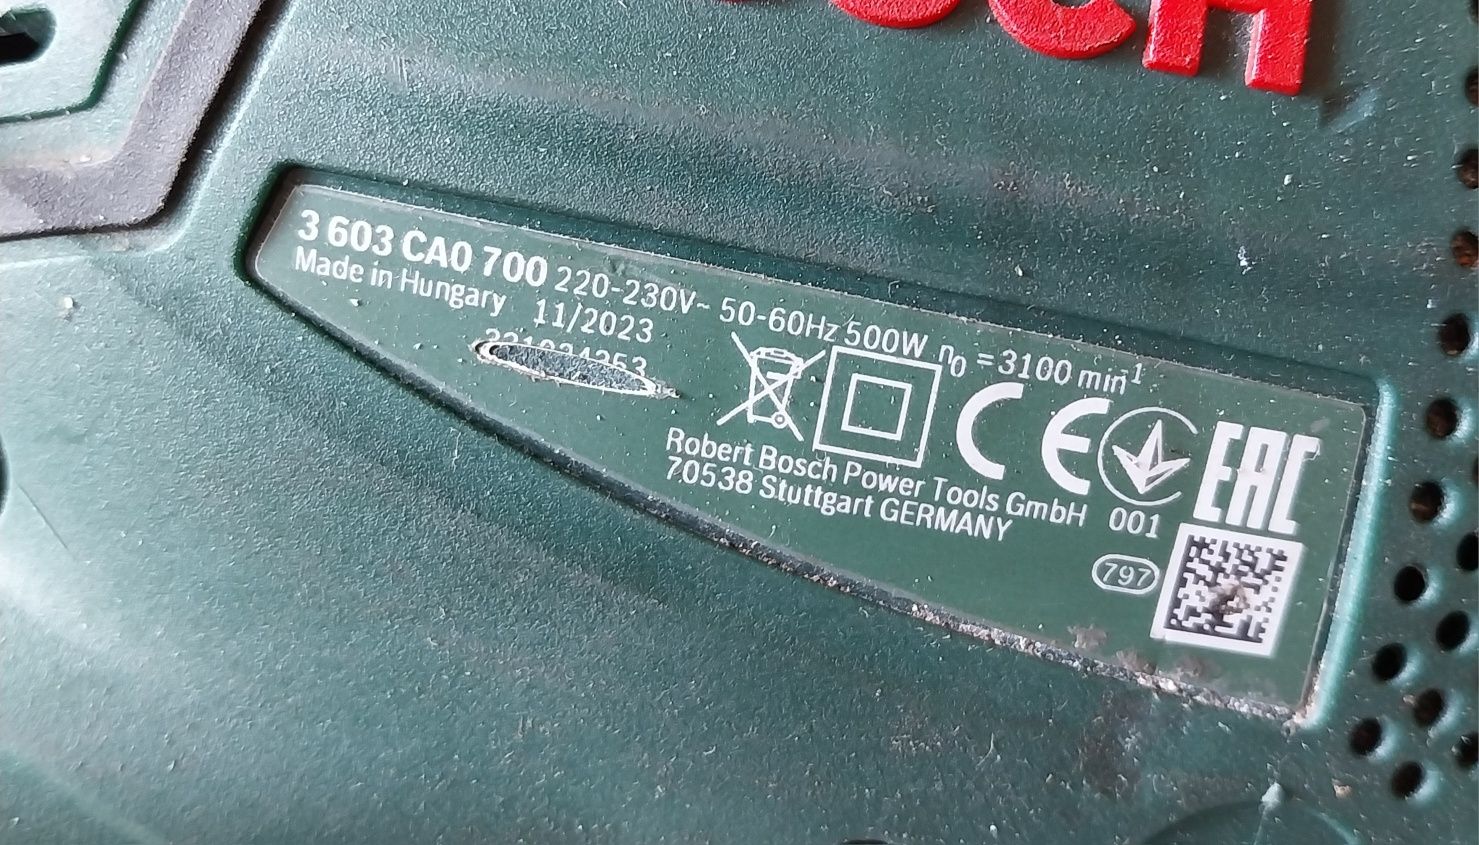 BOSCH
3 603 CA0 700 220-230V~ 50-60Hz 500W n₀ = 3100 min⁻¹
Made in Hungary 11/2023
CE
EAC
Robert Bosch Power Tools GmbH 001
70538 Stuttgart GERMANY
797